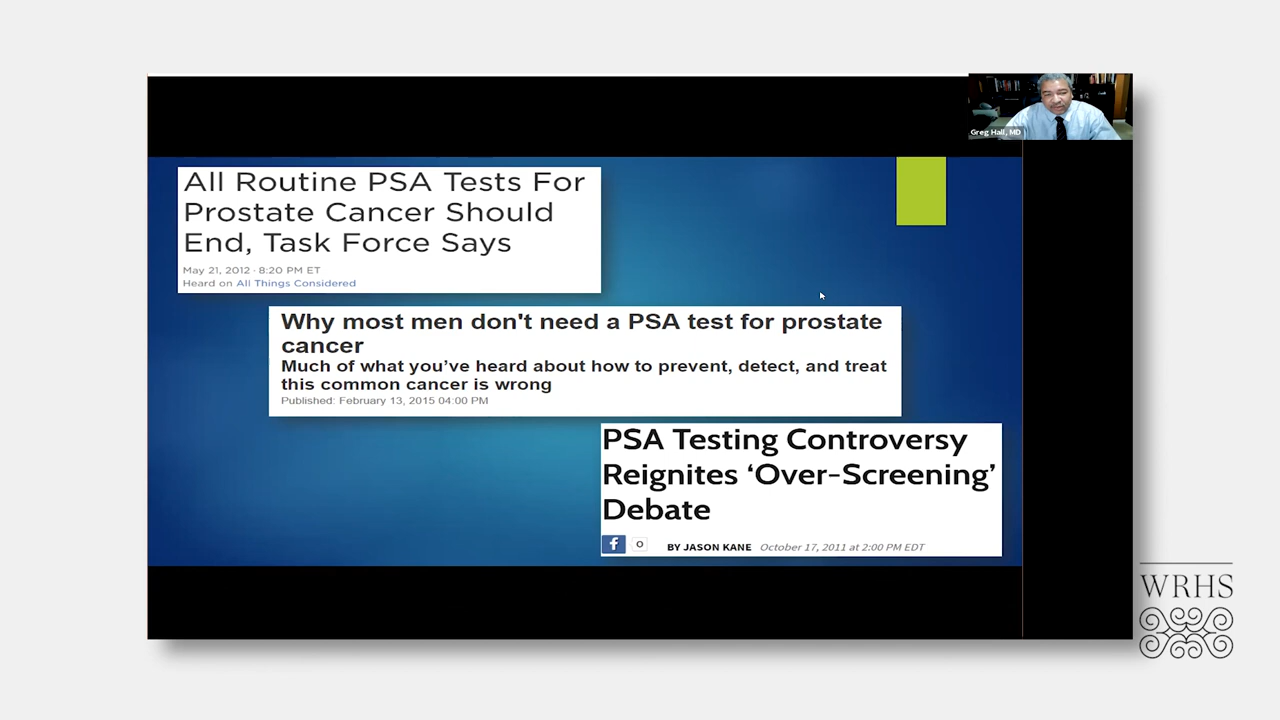 Greg Hall, MD
All Routine PSA Tests For
Prostate Cancer Should
End, Task Force Says
May 21, 2012 · 8:20 PM ET
Heard on All Things Considered
Why most men don't need a PSA test for prostate
cancer
Much of what you’ve heard about how to prevent, detect, and treat
this common cancer is wrong
Published: February 13, 2015 04:00 PM
PSA Testing Controversy
Reignites ‘Over-Screening’
Debate
f 0 BY JASON KANE October 17, 2011 at 2:00 PM EDT
WRHS